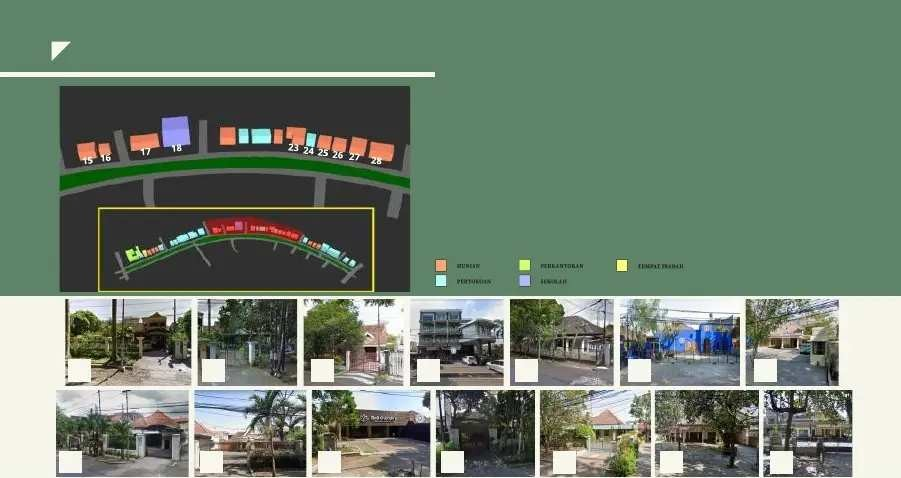 15 16 17 18 23 24 25 26 27 28
HUNIAN
PERKANTORAN
TEMPAT IBADAH
PERTOKOAN
SEKOLAH